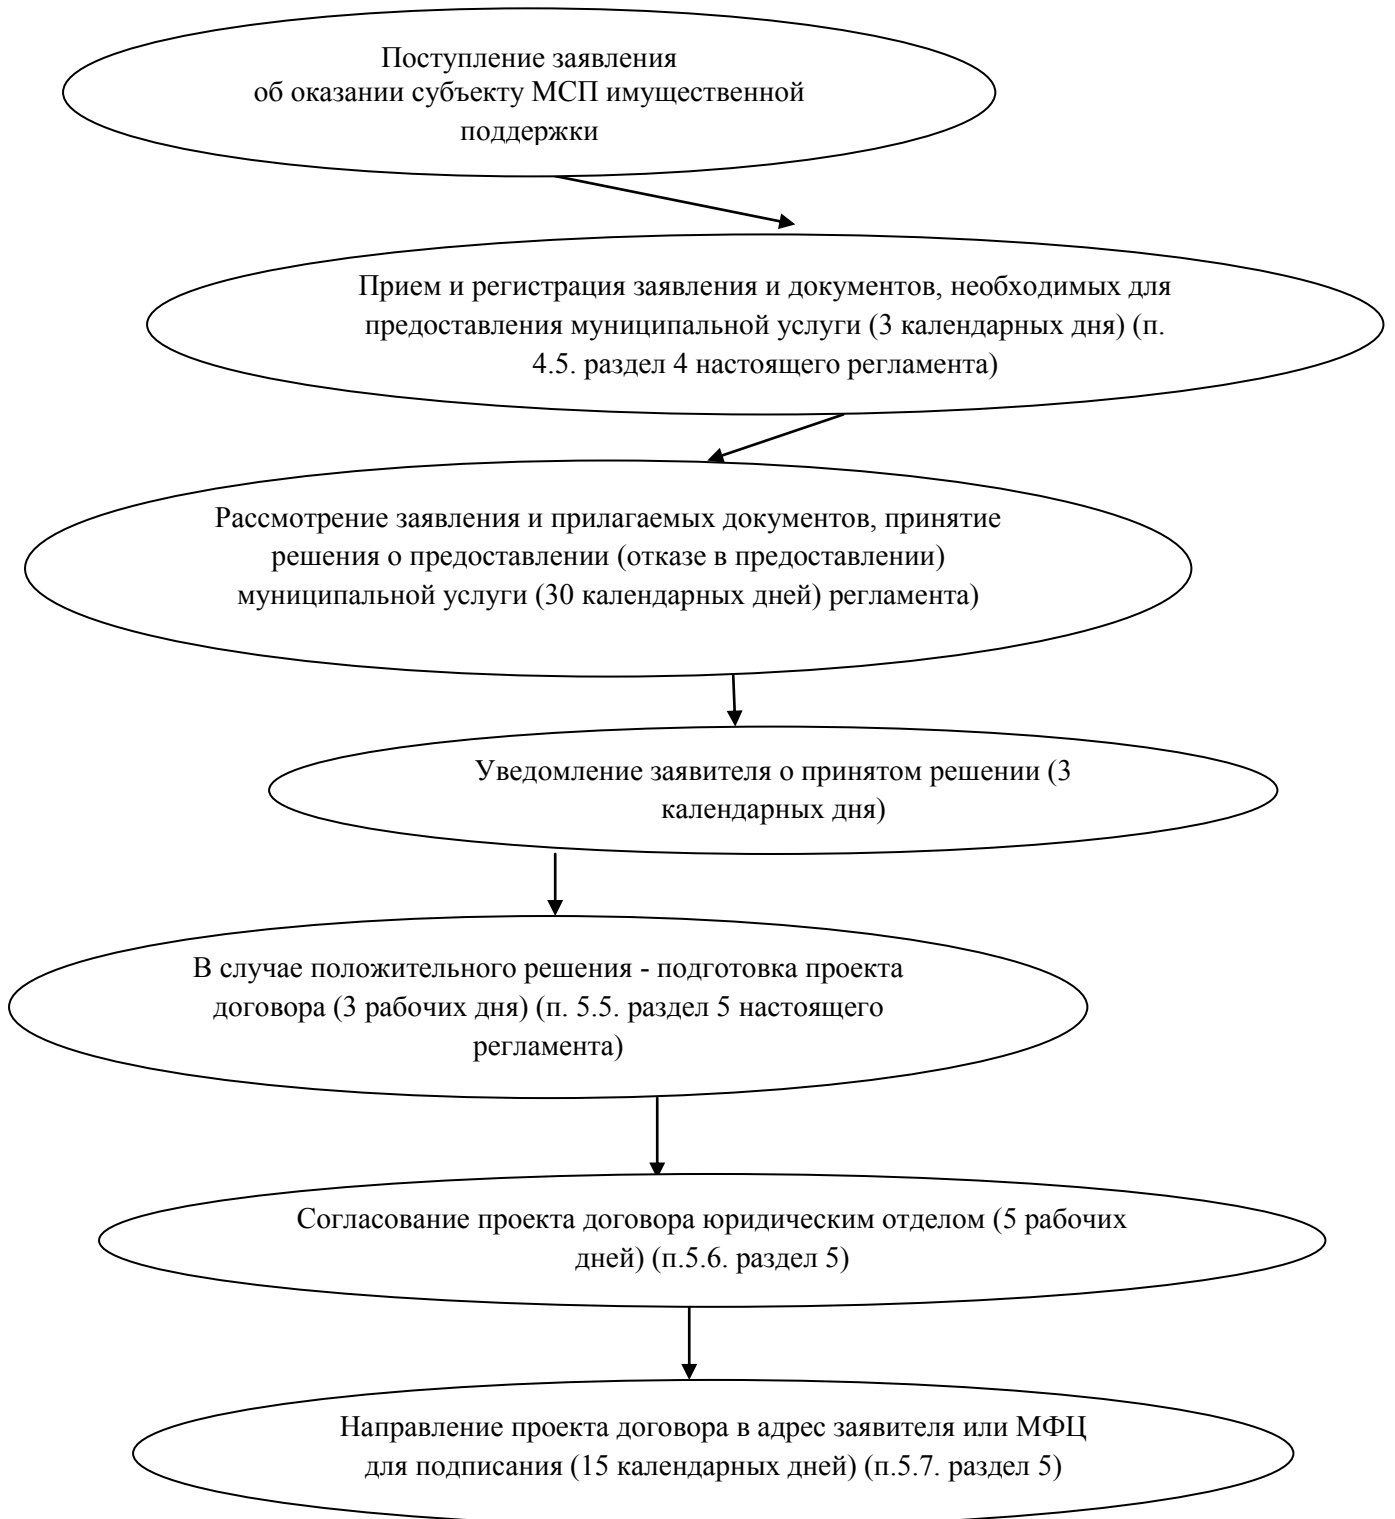 Поступление заявления
об оказании субъекту МСП имущественной
поддержки
Прием и регистрация заявления и документов, необходимых для
предоставления муниципальной услуги (3 календарных дня) (п.
4.5. раздел 4 настоящего регламента)
Рассмотрение заявления и прилагаемых документов, принятие
решения о предоставлении (отказе в предоставлении)
муниципальной услуги (30 календарных дней) регламента)
Уведомление заявителя о принятом решении (3
календарных дня)
В случае положительного решения - подготовка проекта
договора (3 рабочих дня) (п. 5.5. раздел 5 настоящего
регламента)
Согласование проекта договора юридическим отделом (5 рабочих
дней) (п.5.6. раздел 5)
Направление проекта договора в адрес заявителя или МФЦ
для подписания (15 календарных дней) (п.5.7. раздел 5)